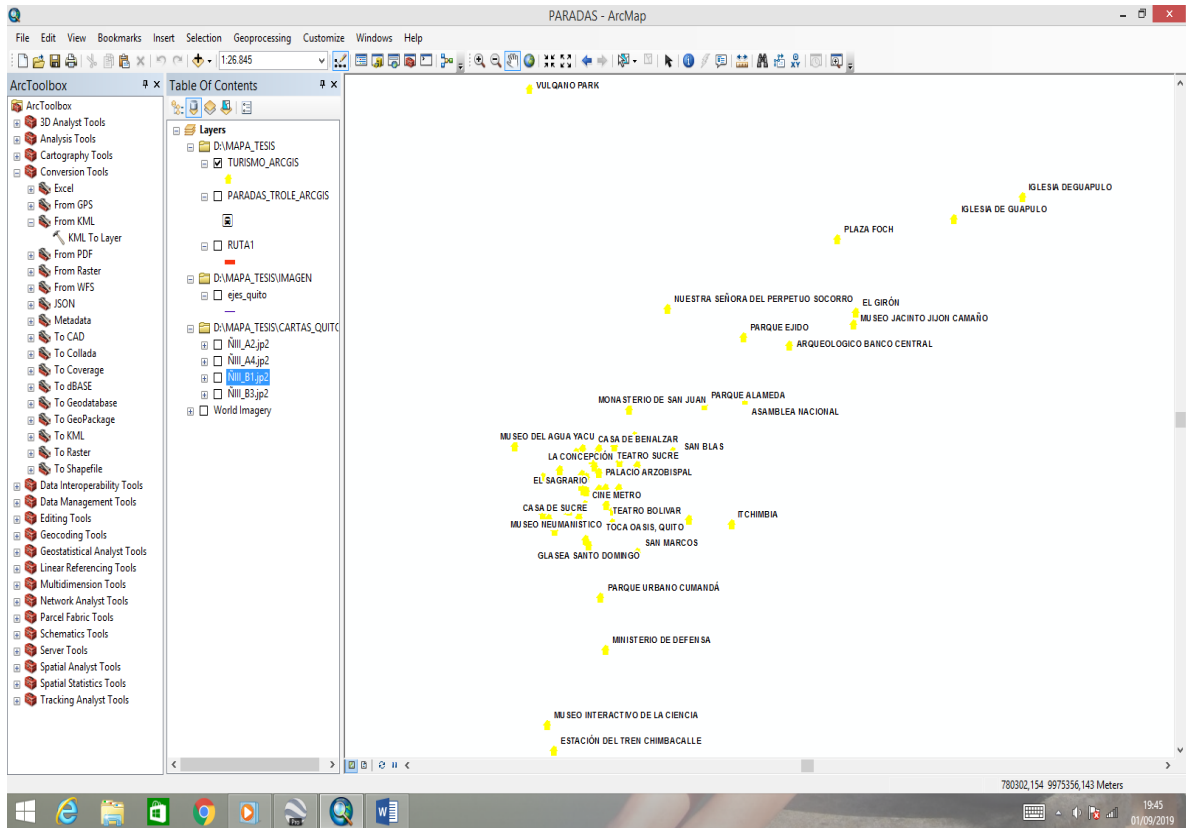 PARADAS - ArcMap
File Edit View Bookmarks Insert Selection Geoprocessing Customize Windows Help
1:26.845
ArcToolbox
ArcToolbox
3D Analyst Tools
Analysis Tools
Cartography Tools
Conversion Tools
Excel
From GPS
From KML
KML To Layer
From PDF
From Raster
From WFS
JSON
Metadata
To CAD
To Collada
To Coverage
To dBASE
To Geodatabase
To GeoPackage
To KML
To Raster
To Shapefile
Data Interoperability Tools
Data Management Tools
Editing Tools
Geocoding Tools
Geostatistical Analyst Tools
Linear Referencing Tools
Multidimension Tools
Network Analyst Tools
Parcel Fabric Tools
Schematics Tools
Server Tools
Spatial Analyst Tools
Spatial Statistics Tools
Tracking Analyst Tools
Table Of Contents
Layers
D:\MAPA_TESIS
TURISMO_ARCGIS
PARADAS_TROLE_ARCGIS
RUTA1
D:\MAPA_TESIS\IMAGEN
ejes_quito
D:\MAPA_TESIS\CARTAS_QUITO
ÑIII_A2.jp2
ÑIII_A4.jp2
ÑIII_B1.jp2
ÑIII_B3.jp2
World Imagery
VULQANO PARK
IGLESIA DEGUAPULO
IGLESIA DE GUAPULO
PLAZA FOCH
NUESTRA SEÑORA DEL PERPETUO SOCORRO
EL GIRÓN
MUSEO JACINTO JIJON CAMAÑO
PARQUE EJIDO
ARQUEOLOGICO BANCO CENTRAL
MONASTERIO DE SAN JUAN
PARQUE ALAMEDA
ASAMBLEA NACIONAL
MUSEO DEL AGUA YACU
CASA DE BENALZAR
SAN BLAS
LA CONCEPCIÓN
TEATRO SUCRE
PALACIO ARZOBISPAL
EL SAGRARIO
CINE METRO
CASA DE SUCRE
TEATRO BOLIVAR
ITCHIMBIA
MUSEO NEUMANISTICO
TOCA OASIS, QUITO
SAN MARCOS
GLASEA SANTO DOMINGO
PARQUE URBANO CUMANDÁ
MINISTERIO DE DEFENSA
MUSEO INTERACTIVO DE LA CIENCIA
ESTACIÓN DEL TREN CHIMBACALLE
780302,154 9975356,143 Meters
19:45
01/09/2019